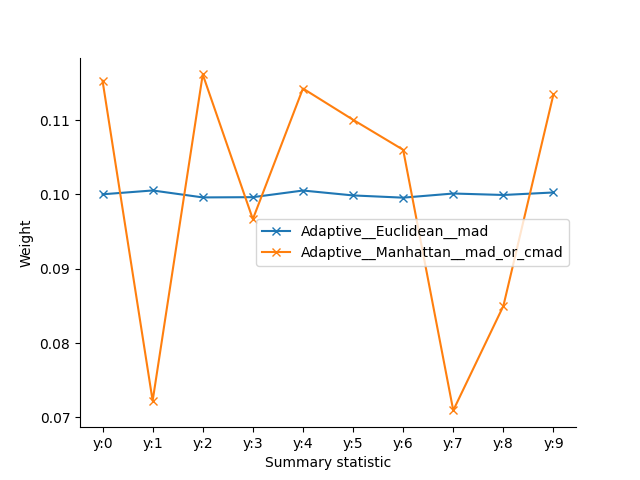 0.11
0.10
0.09
0.08
0.07
Weight
Adaptive__Euclidean__mad
Adaptive__Manhattan__mad_or_cmad
y:0 y:1 y:2 y:3 y:4 y:5 y:6 y:7 y:8 y:9
Summary statistic